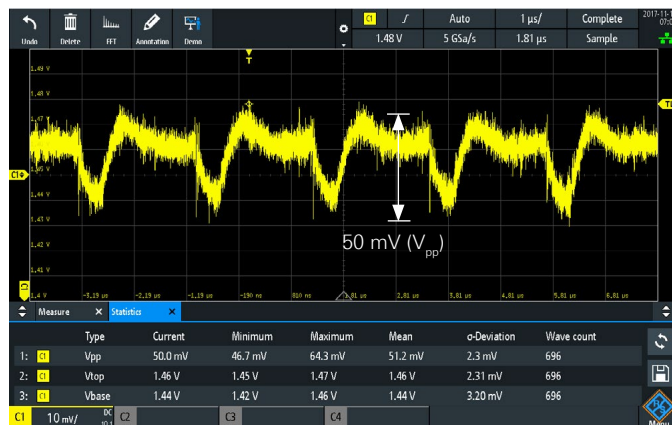 Undo Delete FFT Annotation Demo
C1 Auto 1 µs/ Complete
1.48 V 5 GSa/s 1.81 µs Sample
2017-11-1
T
1.49 V
1.48 V
1.47
C1
1.44 V
1.43 V
1.42 V
1.41 V
1.4 V
50 mV (Vpp)
-3.19 µs -2.19 µs -1.19 µs -190 ns 810 ns 1.81 µs 2.81 µs 3.81 µs 4.81 µs 5.81 µs 6.81 µs
Measure X Statistics X
Type Current Minimum Maximum Mean σ-Deviation Wave count
1: C1 Vpp 50.0 mV 46.7 mV 64.3 mV 51.2 mV 2.3 mV 696
2: C1 Vtop 1.46 V 1.45 V 1.47 V 1.46 V 2.31 mV 696
3: C1 Vbase 1.44 V 1.42 V 1.46 V 1.44 V 3.20 mV 696
C1 10 mV/ DC C2 C3 C4
Menu